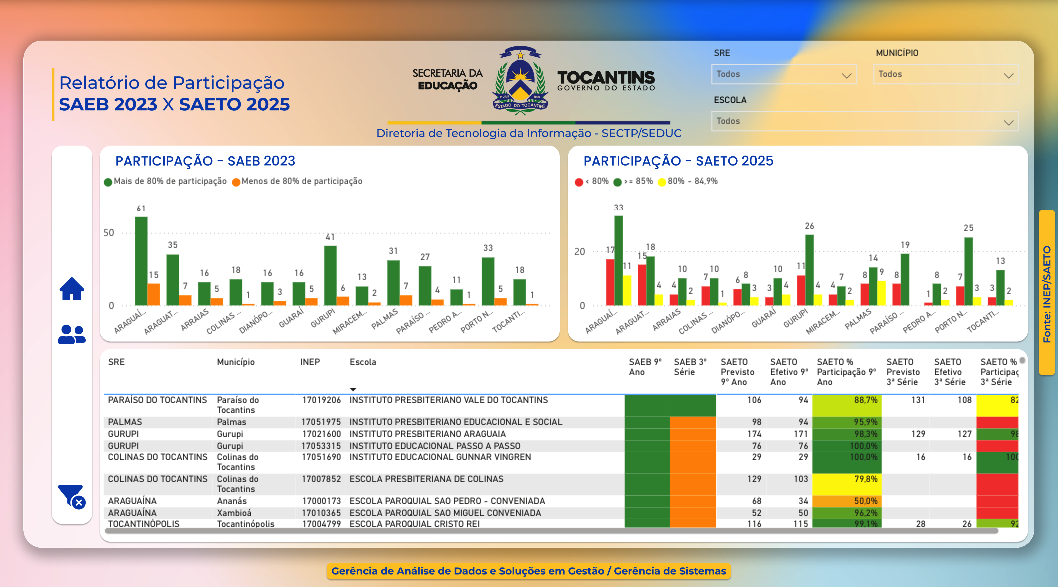 Relatório de Participação
SAEB 2023 X SAETO 2025
SECRETARIA DA
EDUCAÇÃO
TOCANTINS
GOVERNO DO ESTADO
Diretoria de Tecnologia da Informação - SECTP/SEDUC
SRE
MUNICÍPIO
Todos
Todos
ESCOLA
Todos
PARTICIPAÇÃO - SAEB 2023
Mais de 80% de participação Menos de 80% de participação
50
0
61 15 35 7 16 5 18 1 16 3 16 5 41 6 13 2 31 7 27 4 11 1 33 5 18 1
ARAGUAÍ... ARAGUAT... ARRAIAS COLINAS ... DIANÓP... GUARAÍ GURUPI MIRACEM... PALMAS PARAÍSO ... PEDRO A... PORTO N... TOCANTI...
PARTICIPAÇÃO - SAETO 2025
< 80% >= 85% 80% - 84,9%
20
0
17 33 11 15 18 4 4 10 2 7 10 1 6 8 3 3 10 4 11 26 4 4 7 2 8 14 9 8 19 1 8 2 7 25 3 3 13 2
ARAGUAÍ... ARAGUAT... ARRAIAS COLINAS ... DIANÓP... GUARAÍ GURUPI MIRACEM... PALMAS PARAÍSO ... PEDRO A... PORTO N... TOCANTI...
Fonte: INEP/SAETO
SRE Município INEP Escola SAEB 9º Ano SAEB 3ª Série SAETO Previsto 9º Ano SAETO Efetivo 9º Ano SAETO % Participação 9º Ano SAETO Previsto 3ª Série SAETO Efetivo 3ª Série SAETO % Participaç 3ª Série
PARAÍSO DO TOCANTINS Paraíso do Tocantins 17019206 INSTITUTO PRESBITERIANO VALE DO TOCANTINS 106 94 88,7% 131 108 82
PALMAS Palmas 17051975 INSTITUTO PRESBITERIANO EDUCACIONAL E SOCIAL 98 94 95,9%
GURUPI Gurupi 17021600 INSTITUTO PRESBITERIANO ARAGUAIA 174 171 98,3% 129 127 98
GURUPI Gurupi 17053315 INSTITUTO EDUCACIONAL PASSO A PASSO 76 76 100,0%
COLINAS DO TOCANTINS Colinas do Tocantins 17051690 INSTITUTO EDUCACIONAL GUNNAR VINGREN 29 29 100,0% 16 16 100
COLINAS DO TOCANTINS Colinas do Tocantins 17007852 ESCOLA PRESBITERIANA DE COLINAS 129 103 79,8%
ARAGUAÍNA Ananás 17000173 ESCOLA PAROQUIAL SAO PEDRO - CONVENIADA 68 34 50,0%
ARAGUAÍNA Xambioá 17010365 ESCOLA PAROQUIAL SAO MIGUEL CONVENIADA 52 50 96,2%
TOCANTINÓPOLIS Tocantinópolis 17004799 ESCOLA PAROQUIAL CRISTO REI 116 115 99,1% 28 26 92
Gerência de Análise de Dados e Soluções em Gestão / Gerência de Sistemas